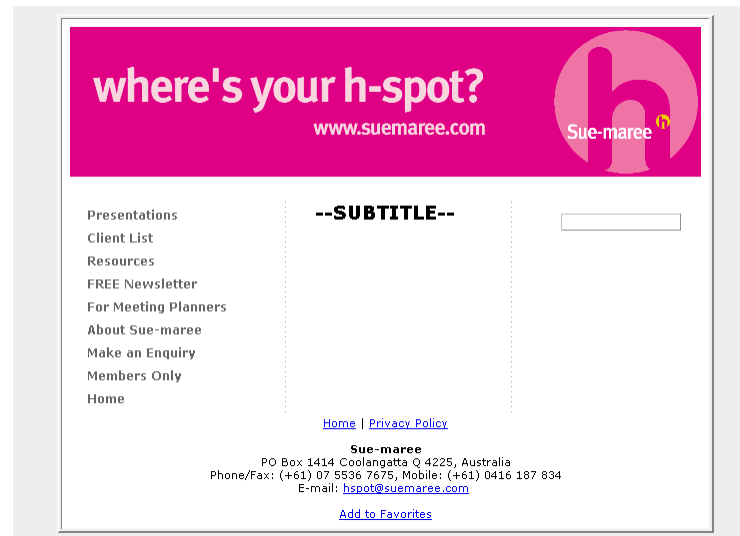 where's your h-spot?
www.suemaree.com
h
Sue-maree h
Presentations
Client List
Resources
FREE Newsletter
For Meeting Planners
About Sue-maree
Make an Enquiry
Members Only
Home
--SUBTITLE--
Home | Privacy Policy
Sue-maree
PO Box 1414 Coolangatta Q 4225, Australia
Phone/Fax: (+61) 07 5536 7675, Mobile: (+61) 0416 187 834
E-mail: hspot@suemaree.com
Add to Favorites